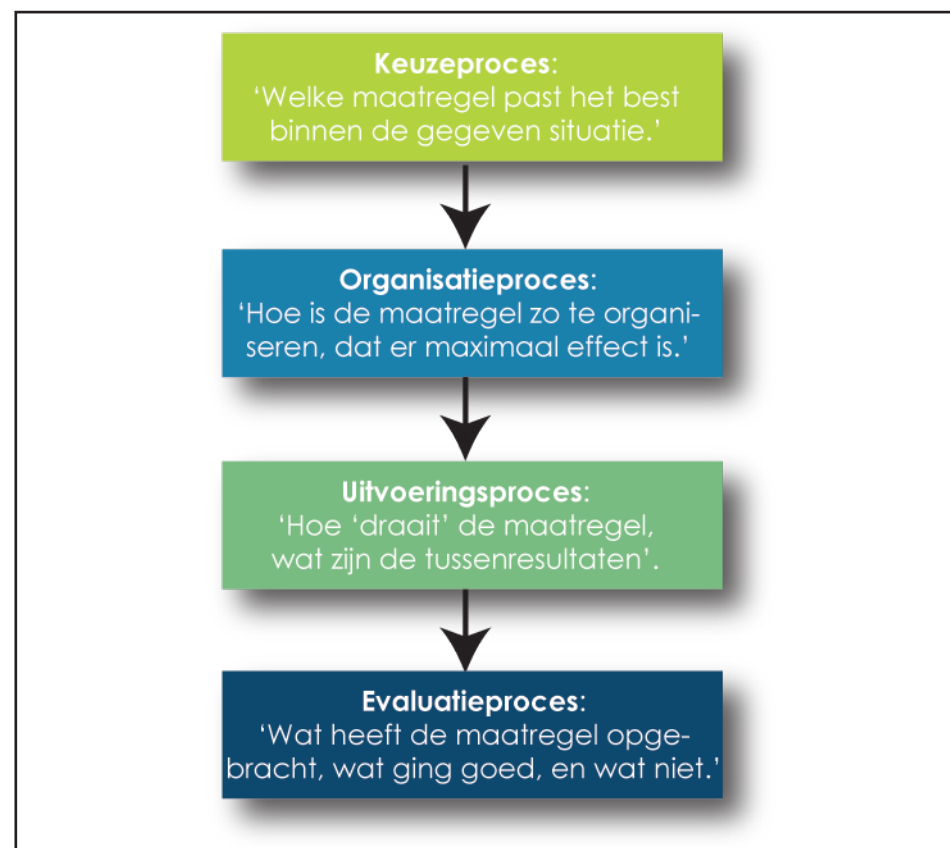 Keuzeproces:
‘Welke maatregel past het best
binnen de gegeven situatie.’
Organisatieproces:
‘Hoe is de maatregel zo te organi-
seren, dat er maximaal effect is.’
Uitvoeringsproces:
‘Hoe ‘draait’ de maatregel,
wat zijn de tussenresultaten’.
Evaluatieproces:
‘Wat heeft de maatregel opge-
bracht, wat ging goed, en wat niet.’